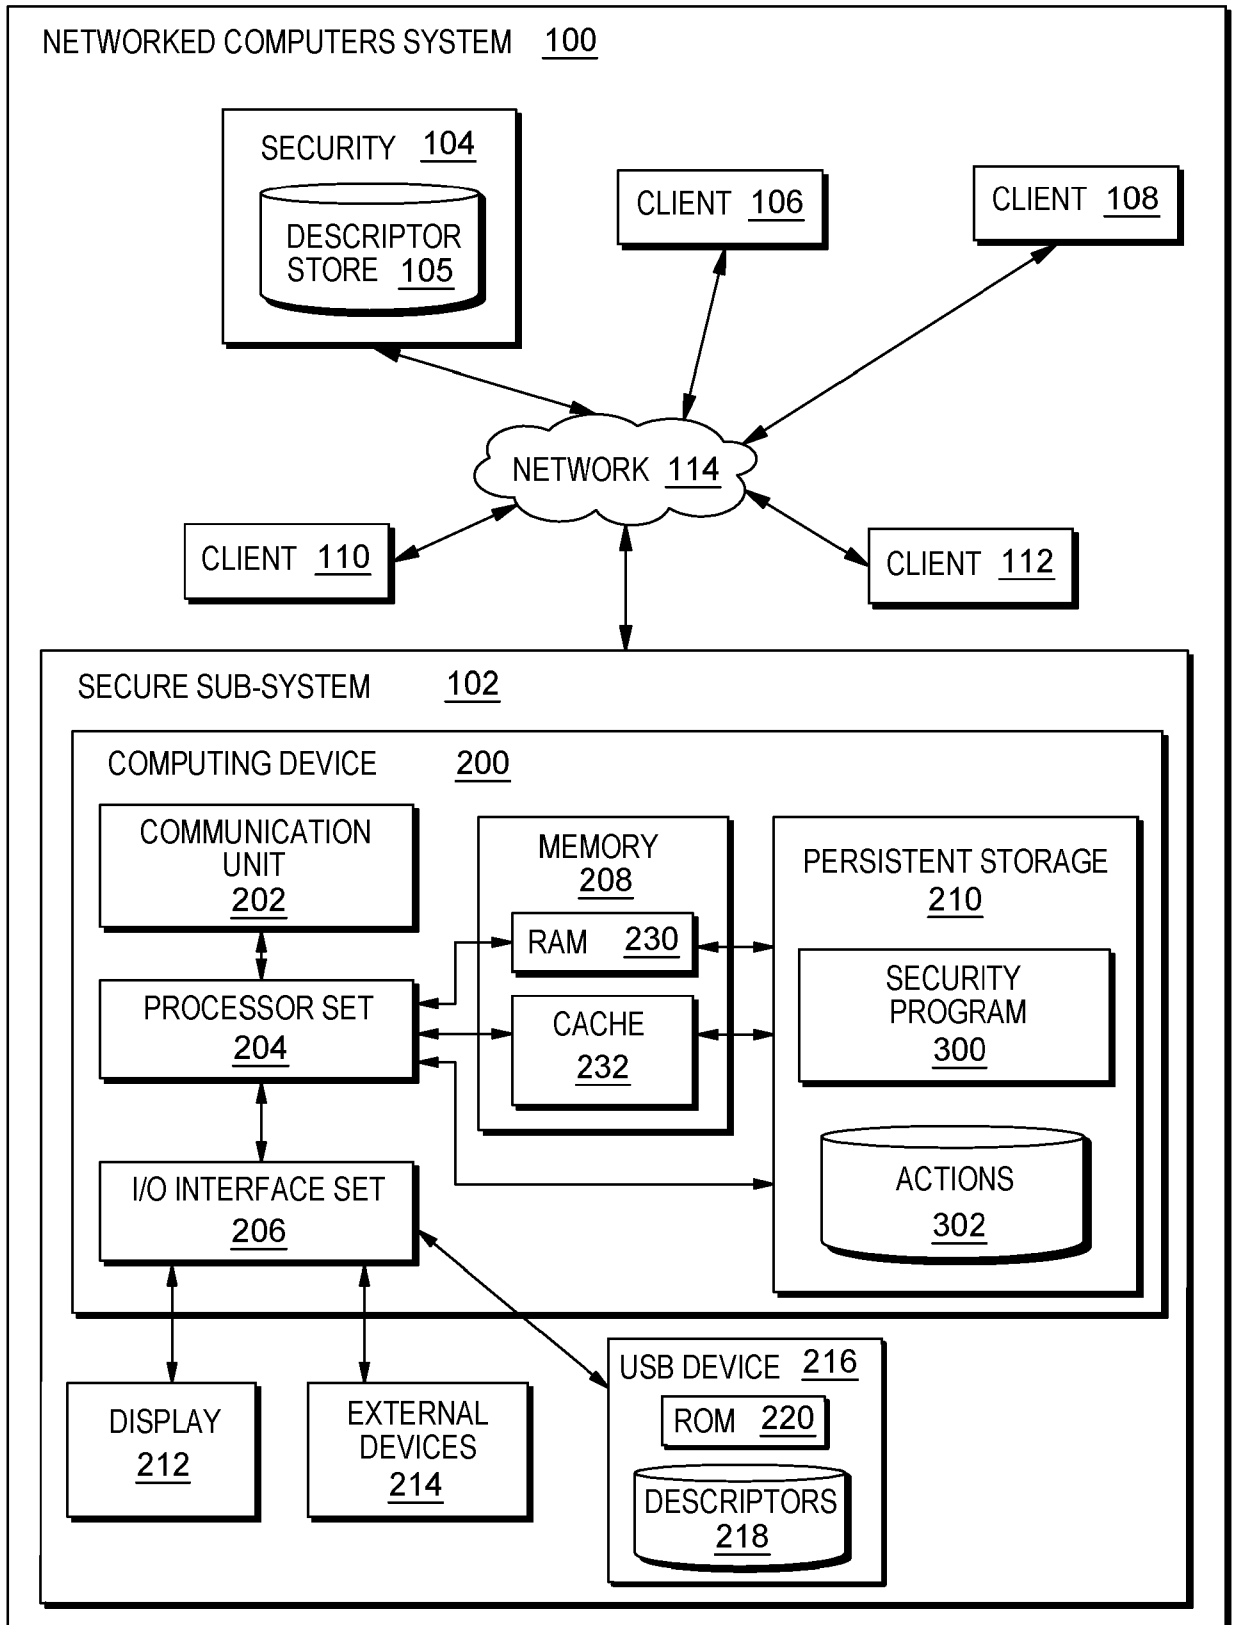 NETWORKED COMPUTERS SYSTEM 100
SECURITY 104
DESCRIPTOR
STORE 105
CLIENT 106
CLIENT 108
NETWORK 114
CLIENT 110
CLIENT 112
SECURE SUB-SYSTEM 102
COMPUTING DEVICE 200
COMMUNICATION
UNIT
202
PROCESSOR SET
204
I/O INTERFACE SET
206
MEMORY
208
RAM 230
CACHE
232
PERSISTENT STORAGE
210
SECURITY
PROGRAM
300
ACTIONS
302
DISPLAY
212
EXTERNAL
DEVICES
214
USB DEVICE 216
ROM 220
DESCRIPTORS
218